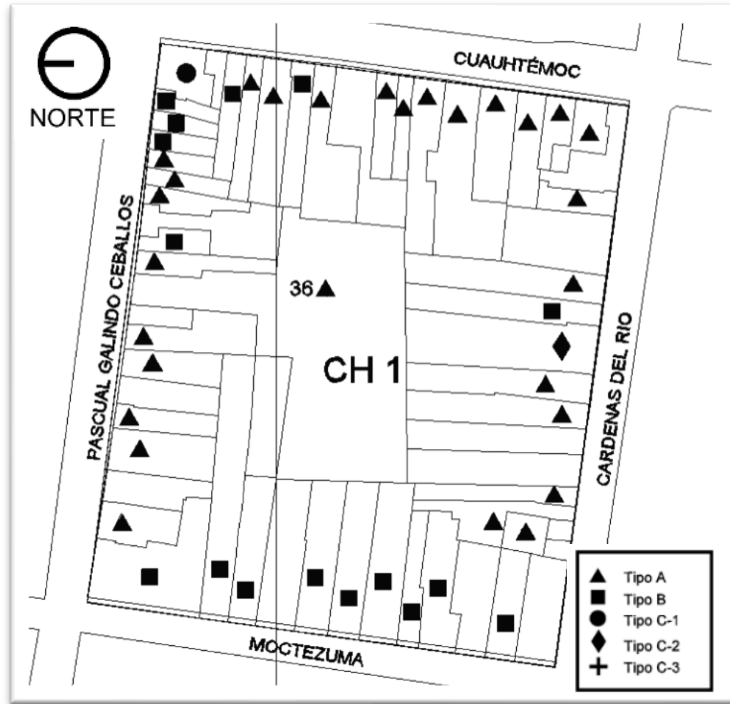 CUAUHTÉMOC
NORTE
PASCUAL GALINDO CEBALLOS
36
CH 1
CARDENAS DEL RIO
MOCTEZUMA
Tipo A
Tipo B
Tipo C-1
Tipo C-2
Tipo C-3